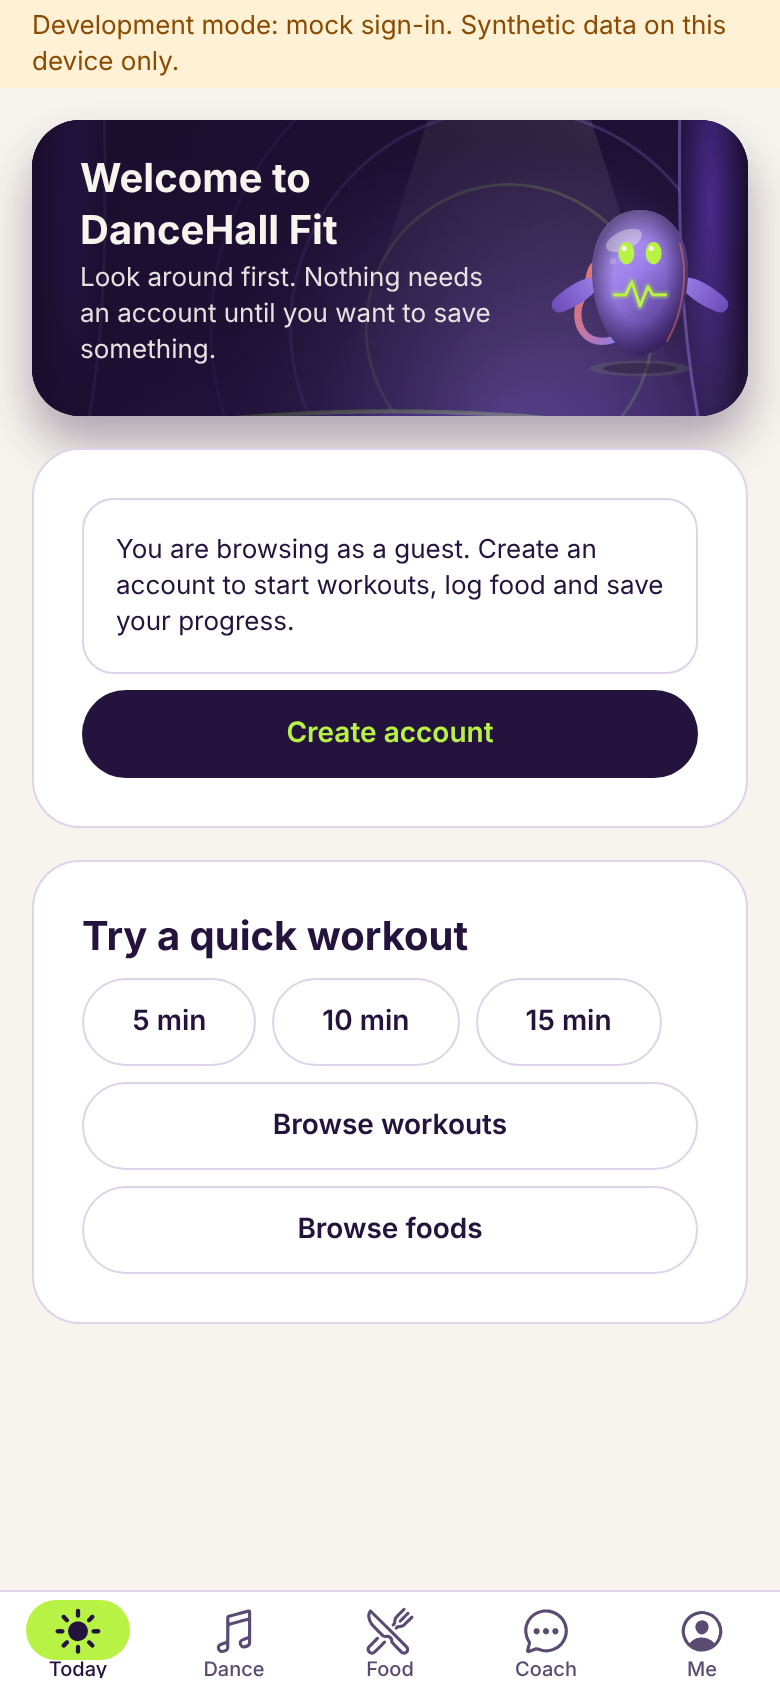 Development mode: mock sign-in. Synthetic data on this
device only.
Welcome to
DanceHall Fit
Look around first. Nothing needs
an account until you want to save
something.
You are browsing as a guest. Create an
account to start workouts, log food and save
your progress.
Create account
Try a quick workout
5 min
10 min
15 min
Browse workouts
Browse foods
Today
Dance
Food
Coach
Me